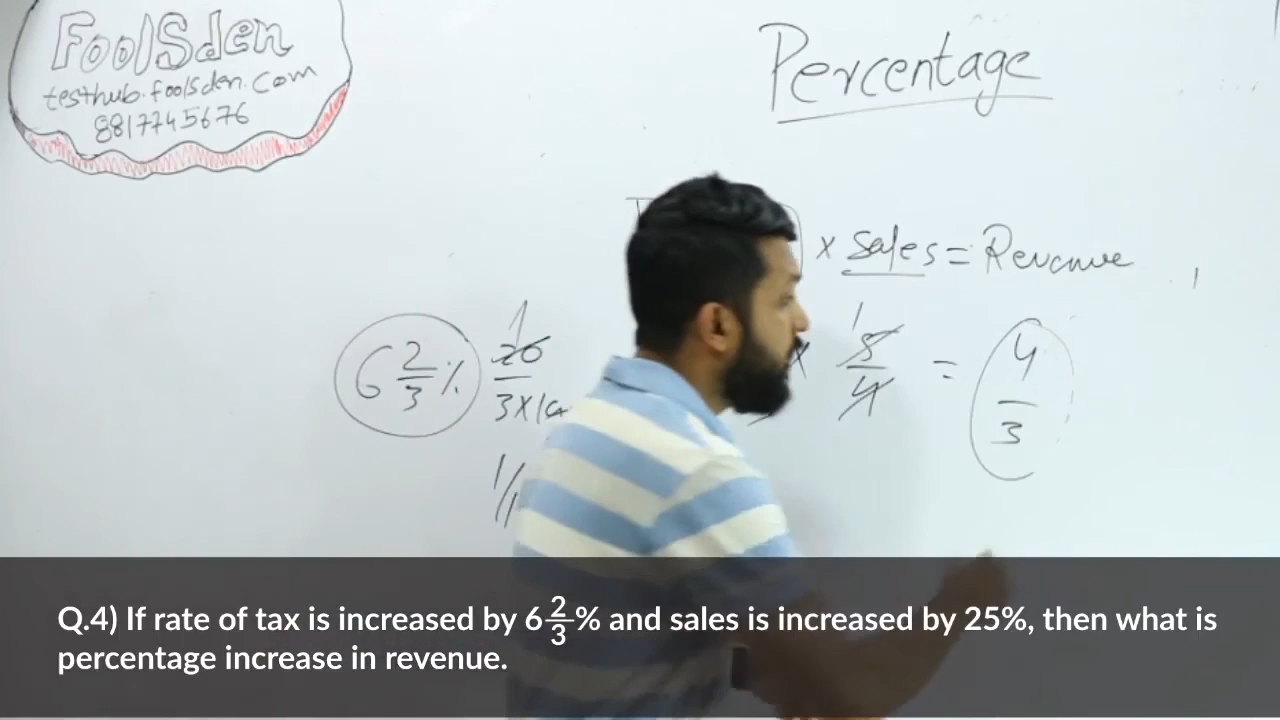 FoolSden
testhub.foolsden.com
8817745676
Percentage
x Sales = Revenue
6 2/3 %
20
3x10
1
1
5
4
=
4
3
Q.4) If rate of tax is increased by 6 2/3 % and sales is increased by 25%, then what is
percentage increase in revenue.